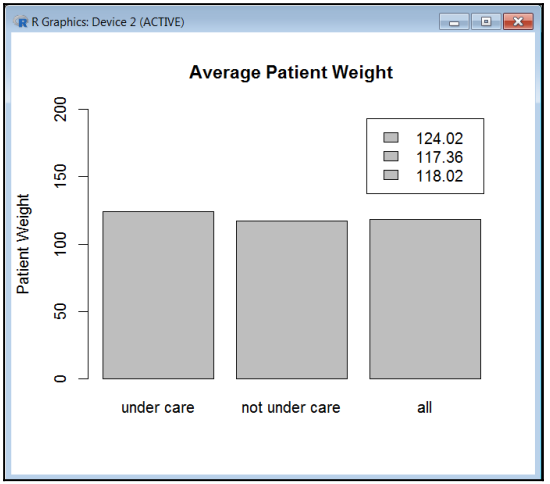 R Graphics: Device 2 (ACTIVE)
Average Patient Weight
200
150
100
50
0
Patient Weight
124.02
117.36
118.02
under care
not under care
all